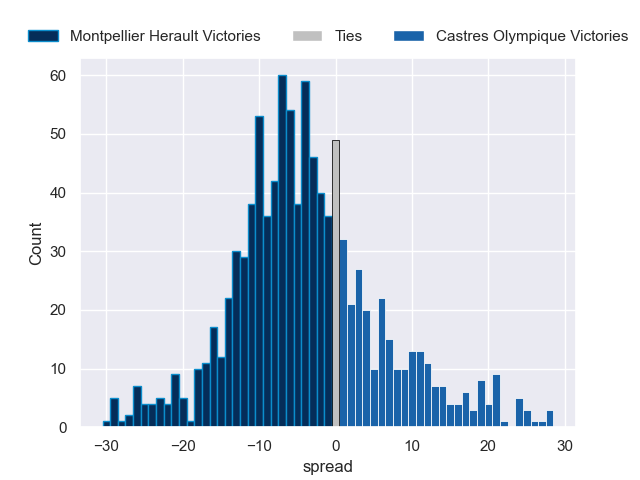 Montpellier Herault Victories Ties Castres Olympique Victories
60
50
40
30
20
10
0
Count
−30 −20 −10 0 10 20 30
spread